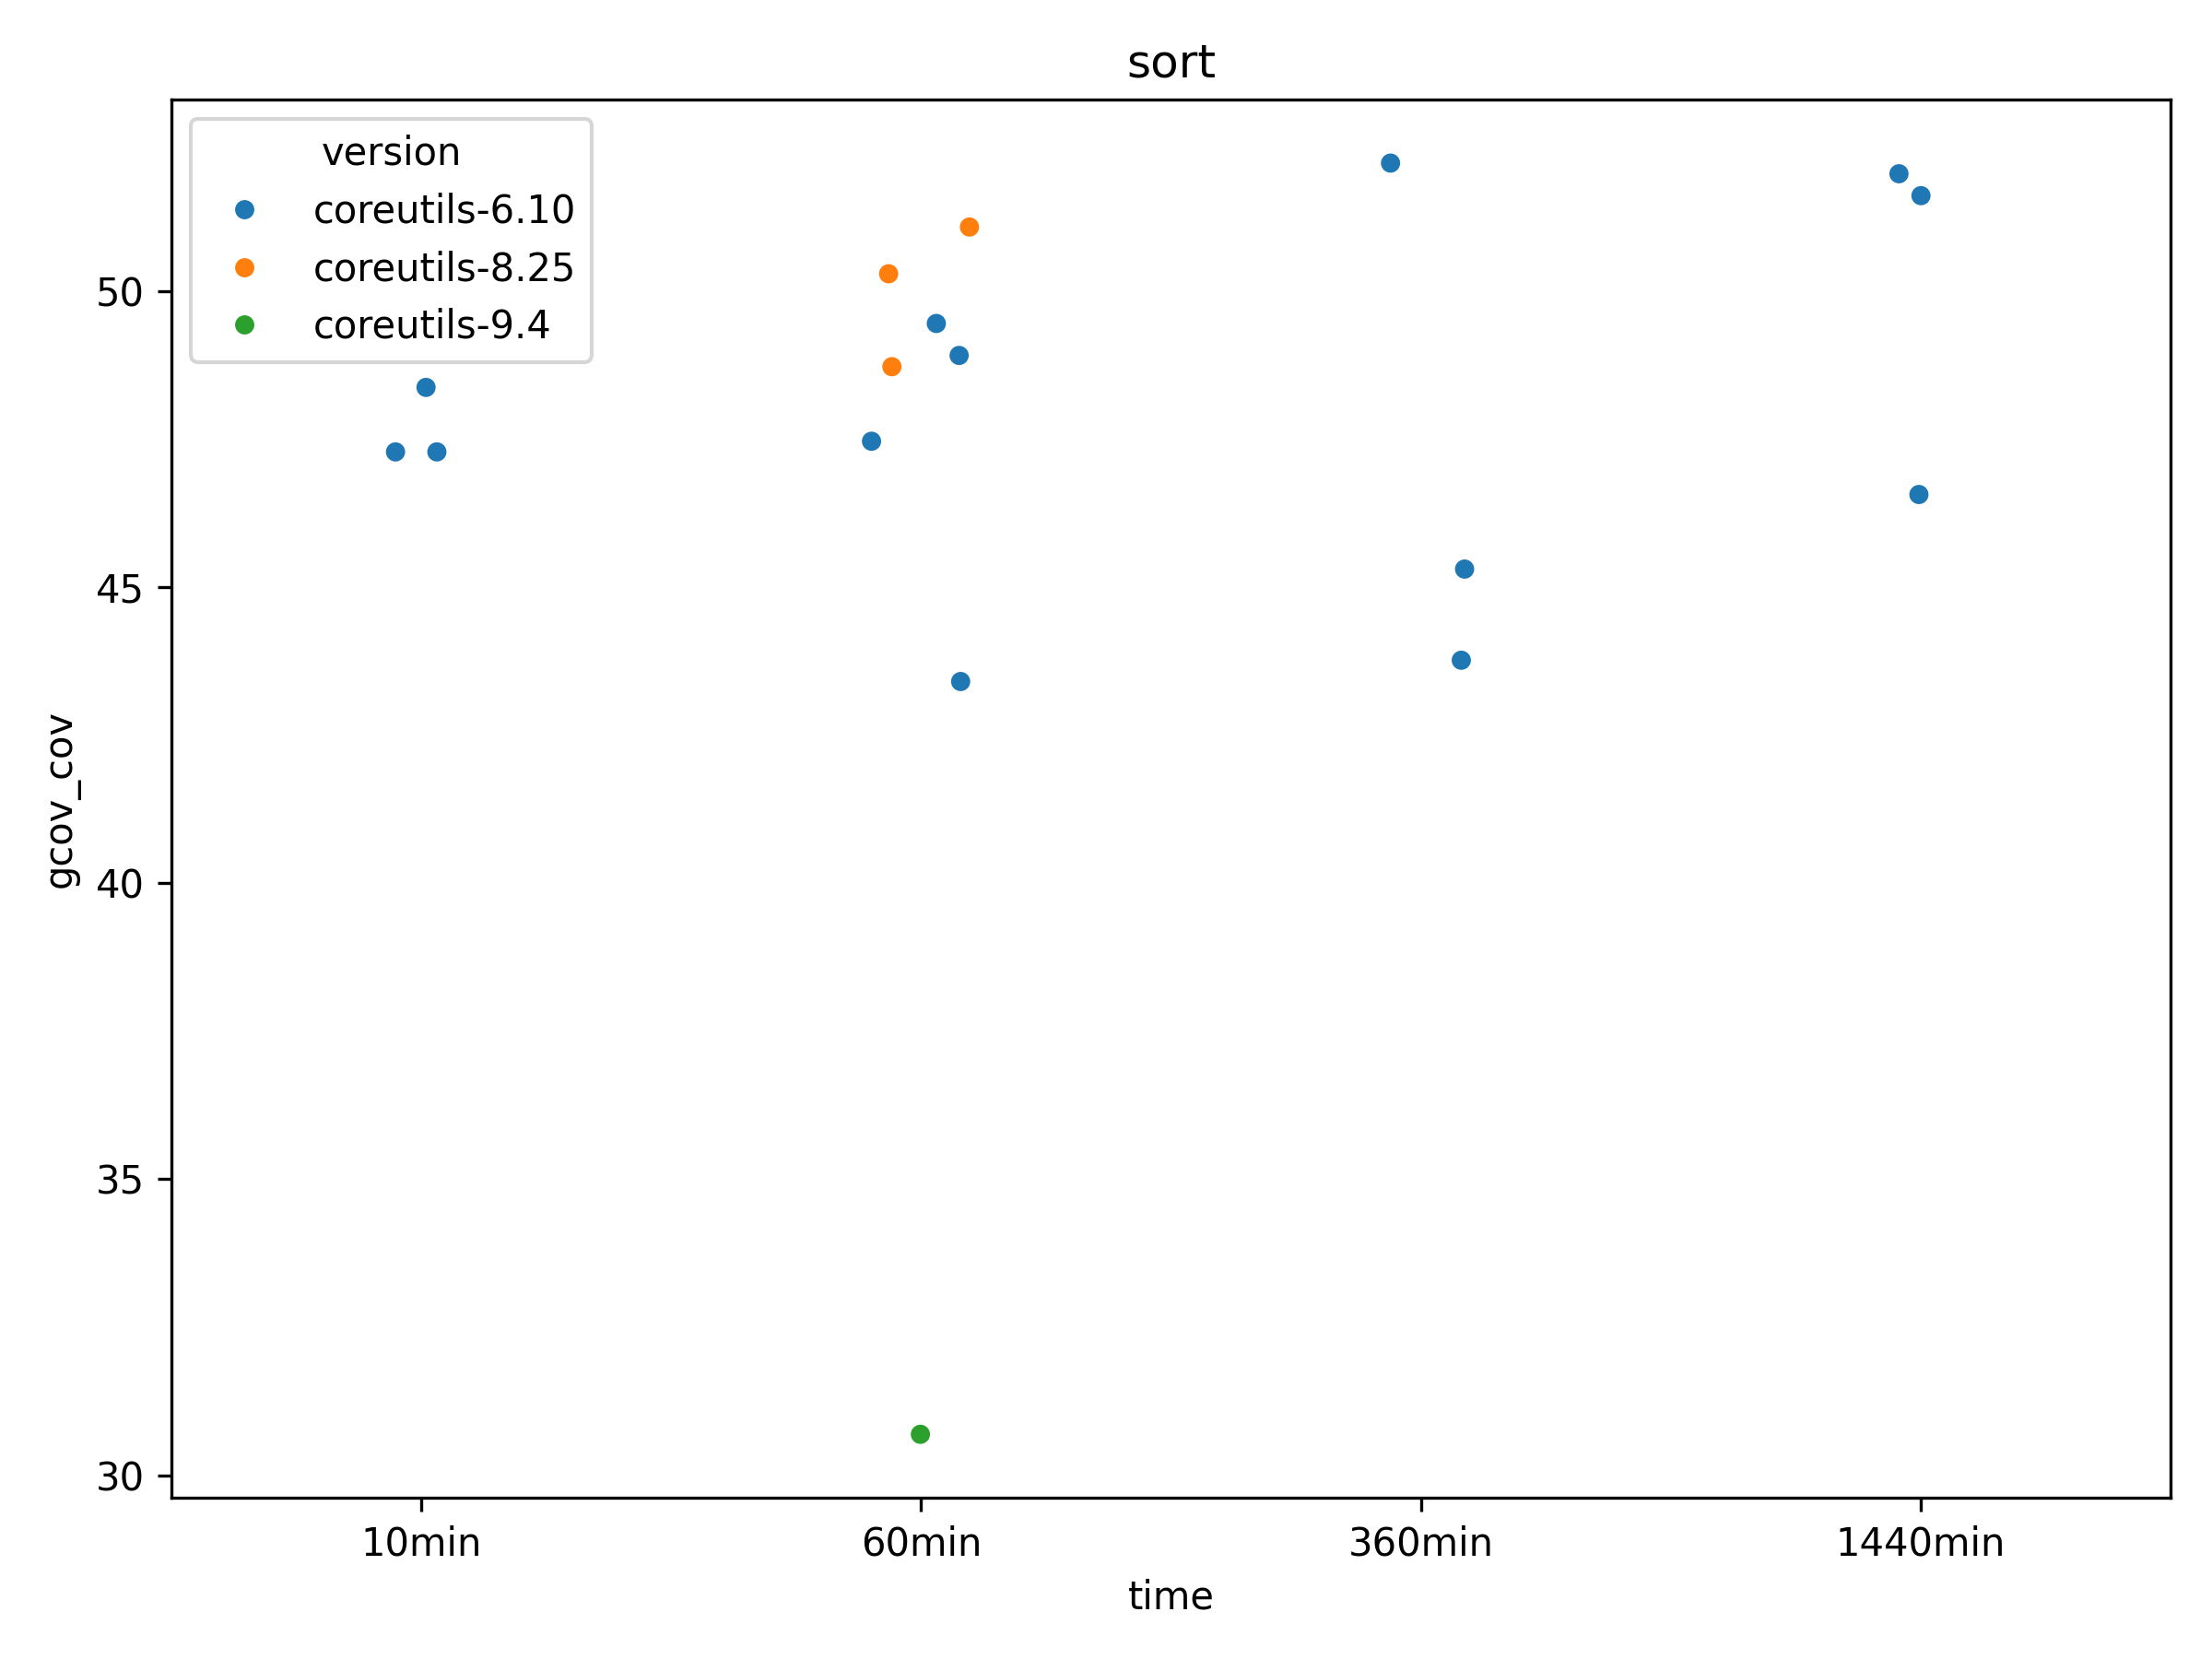 sort
version
coreutils-6.10
coreutils-8.25
coreutils-9.4
gcov_cov
50
45
40
35
30
10min 60min 360min 1440min
time